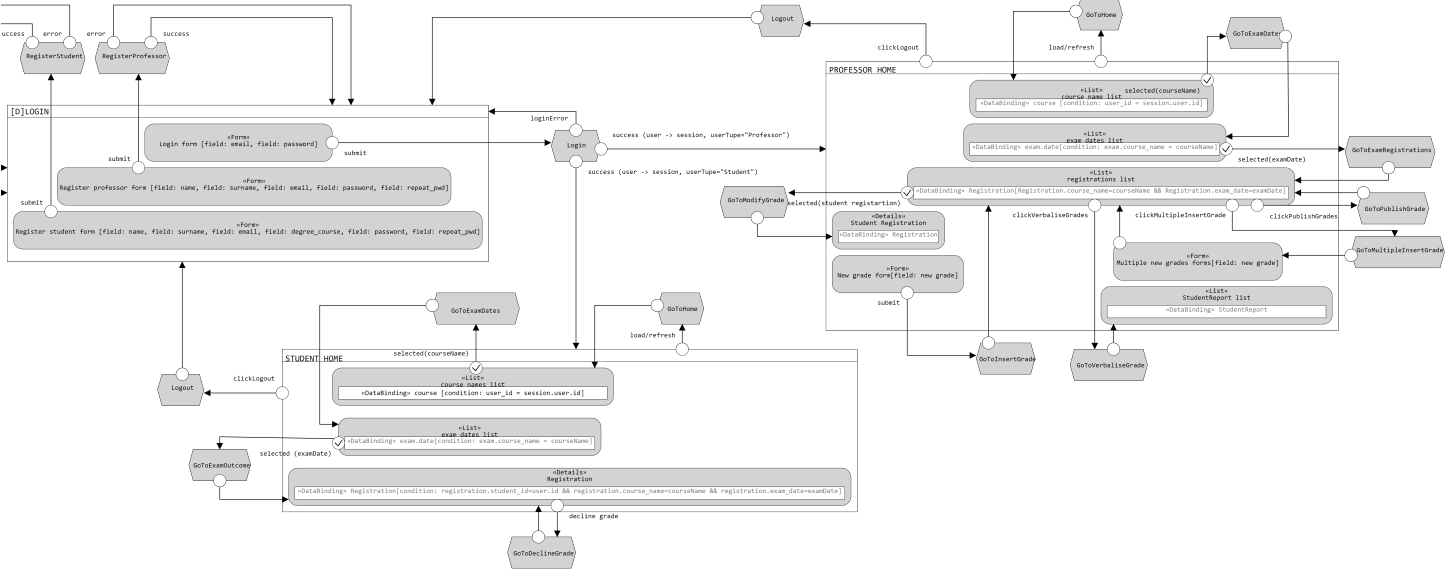 uccess
error
RegisterStudent
error
success
RegisterProfessor
Logout
clickLogout
GoToHome
load/refresh
GoToExamDates
PROFESSOR HOME
«List»
selected(courseName)
course name list
«DataBinding» course [condition: user_id = session.user.id]
[D]LOGIN
«Form»
Login form [field: email, field: password]
submit
submit
«Form»
Register professor form [field: name, field: surname, field: email, field: password, field: repeat_pwd]
submit
«Form»
Register student form [field: name, field: surname, field: email, field: degree_course, field: password, field: repeat_pwd]
loginError
Login
success (user -> session, userType="Professor")
success (user -> session, userType="Student")
«List»
exam dates list
«DataBinding» exam.date[condition: exam.course_name = courseName]
selected(examDate)
GoToExamRegistrations
«List»
registrations list
«DataBinding» Registration[Registration.course_name=courseName && Registration.exam_date=examDate]
GoToModifyGrade
selected(student registartion)
clickVerbaliseGrades
clickMultipleInsertGrade
clickPublishGrades
GoToPublishGrade
«Details»
Student Registration
«DataBinding» Registration
GoToMultipleInsertGrade
«Form»
Multiple new grades forms[field: new grade]
«Form»
New grade form[field: new grade]
submit
«List»
StudentReport list
«DataBinding» StudentReport
GoToInsertGrade
GoToVerbaliseGrade
GoToExamDates
GoToHome
load/refresh
selected(courseName)
STUDENT HOME
Logout
clickLogout
«List»
course names list
«DataBinding» course [condition: user_id = session.user.id]
«List»
exam dates list
«DataBinding» exam.date[condition: exam.course_name = courseName]
selected (examDate)
GoToExamOutcome
«Details»
Registration
«DataBinding» Registration[condition: registration.student_id=user.id && registration.course_name=courseName && registration.exam_date=examDate]
decline grade
GoToDeclineGrade